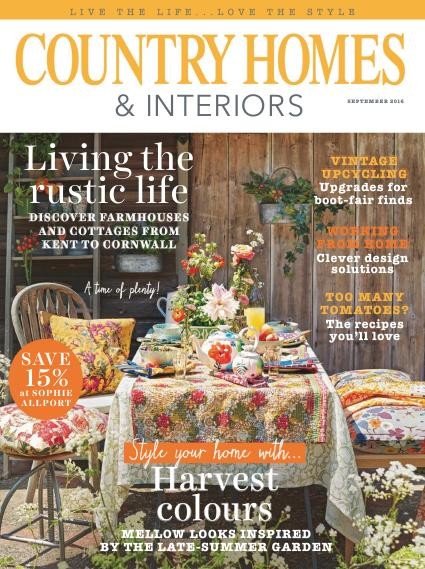 LIVE THE LIFE...LOVE THE STYLE
COUNTRY HOMES
& INTERIORS
SEPTEMBER 2016
Living the
rustic life
DISCOVER FARMHOUSES
AND COTTAGES FROM
KENT TO CORNWALL
A time of plenty!
VINTAGE
UPCYCLING
Upgrades for
boot-fair finds
WORKING
FROM HOME
Clever design
solutions
TOO MANY
TOMATOES?
The recipes
you'll love
SAVE
15%
at SOPHIE
ALLPORT
Style your home with...
Harvest
colours
MELLOW LOOKS INSPIRED
BY THE LATE-SUMMER GARDEN